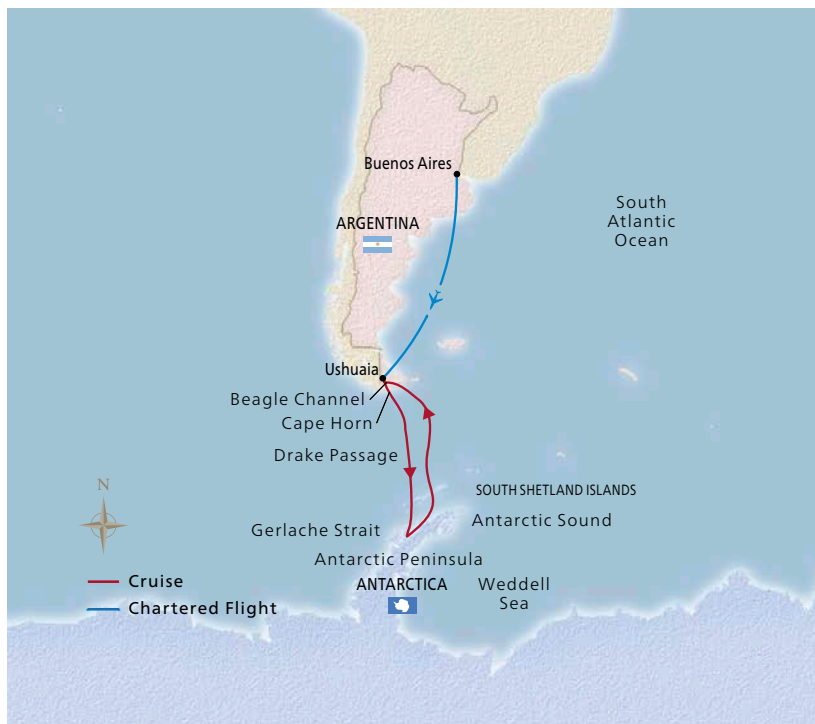 Buenos Aires
South
Atlantic
Ocean
ARGENTINA
Ushuaia
Beagle Channel
Cape Horn
Drake Passage
N
SOUTH SHETLAND ISLANDS
Antarctic Sound
Gerlache Strait
Antarctic Peninsula
ANTARCTICA
Weddell
Sea
Cruise
Chartered Flight